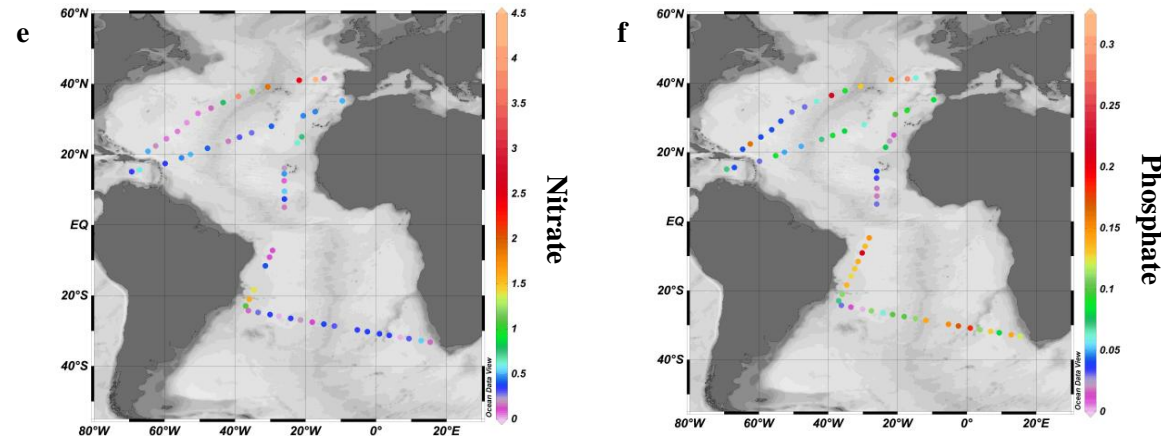 e
60°N
40°N
20°N
EQ
20°S
40°S
80°W 60°W 40°W 20°W 0° 20°E
Ocean Data View
4.5
4
3.5
3
2.5
2
1.5
1
0.5
0
Nitrate
f
60°N
40°N
20°N
EQ
20°S
40°S
80°W 60°W 40°W 20°W 0° 20°E
Ocean Data View
0.3
0.25
0.2
0.15
0.1
0.05
0
Phosphate